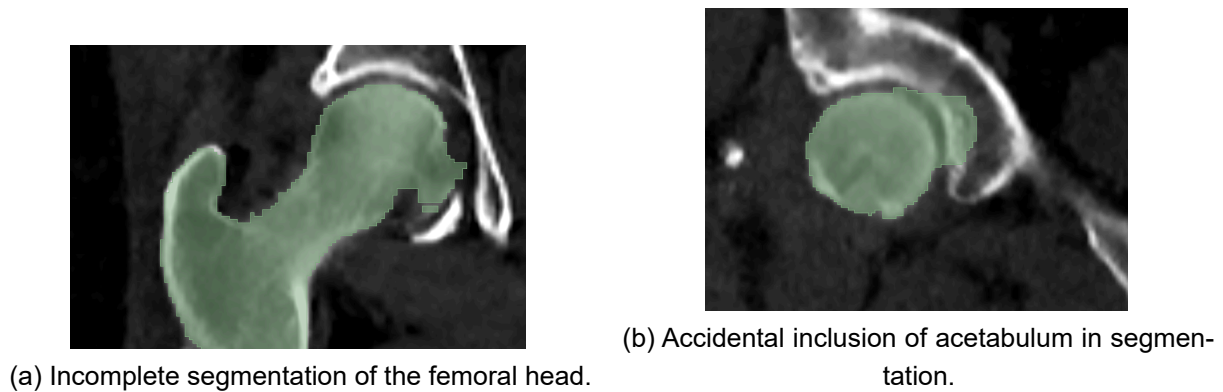 (a) Incomplete segmentation of the femoral head.
(b) Accidental inclusion of acetabulum in segmen-
tation.